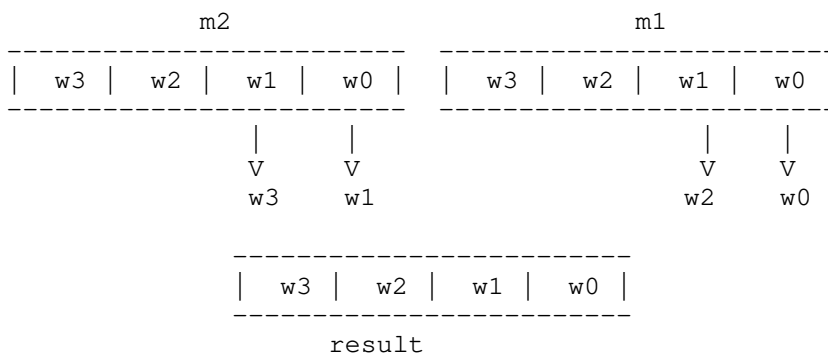 m2 m1
------------------------- -------------------------
| w3 | w2 | w1 | w0 | | w3 | w2 | w1 | w0
------------------------- -------------------------
| | | |
V V V V
w3 w1 w2 w0
-------------------------
| w3 | w2 | w1 | w0 |
-------------------------
result